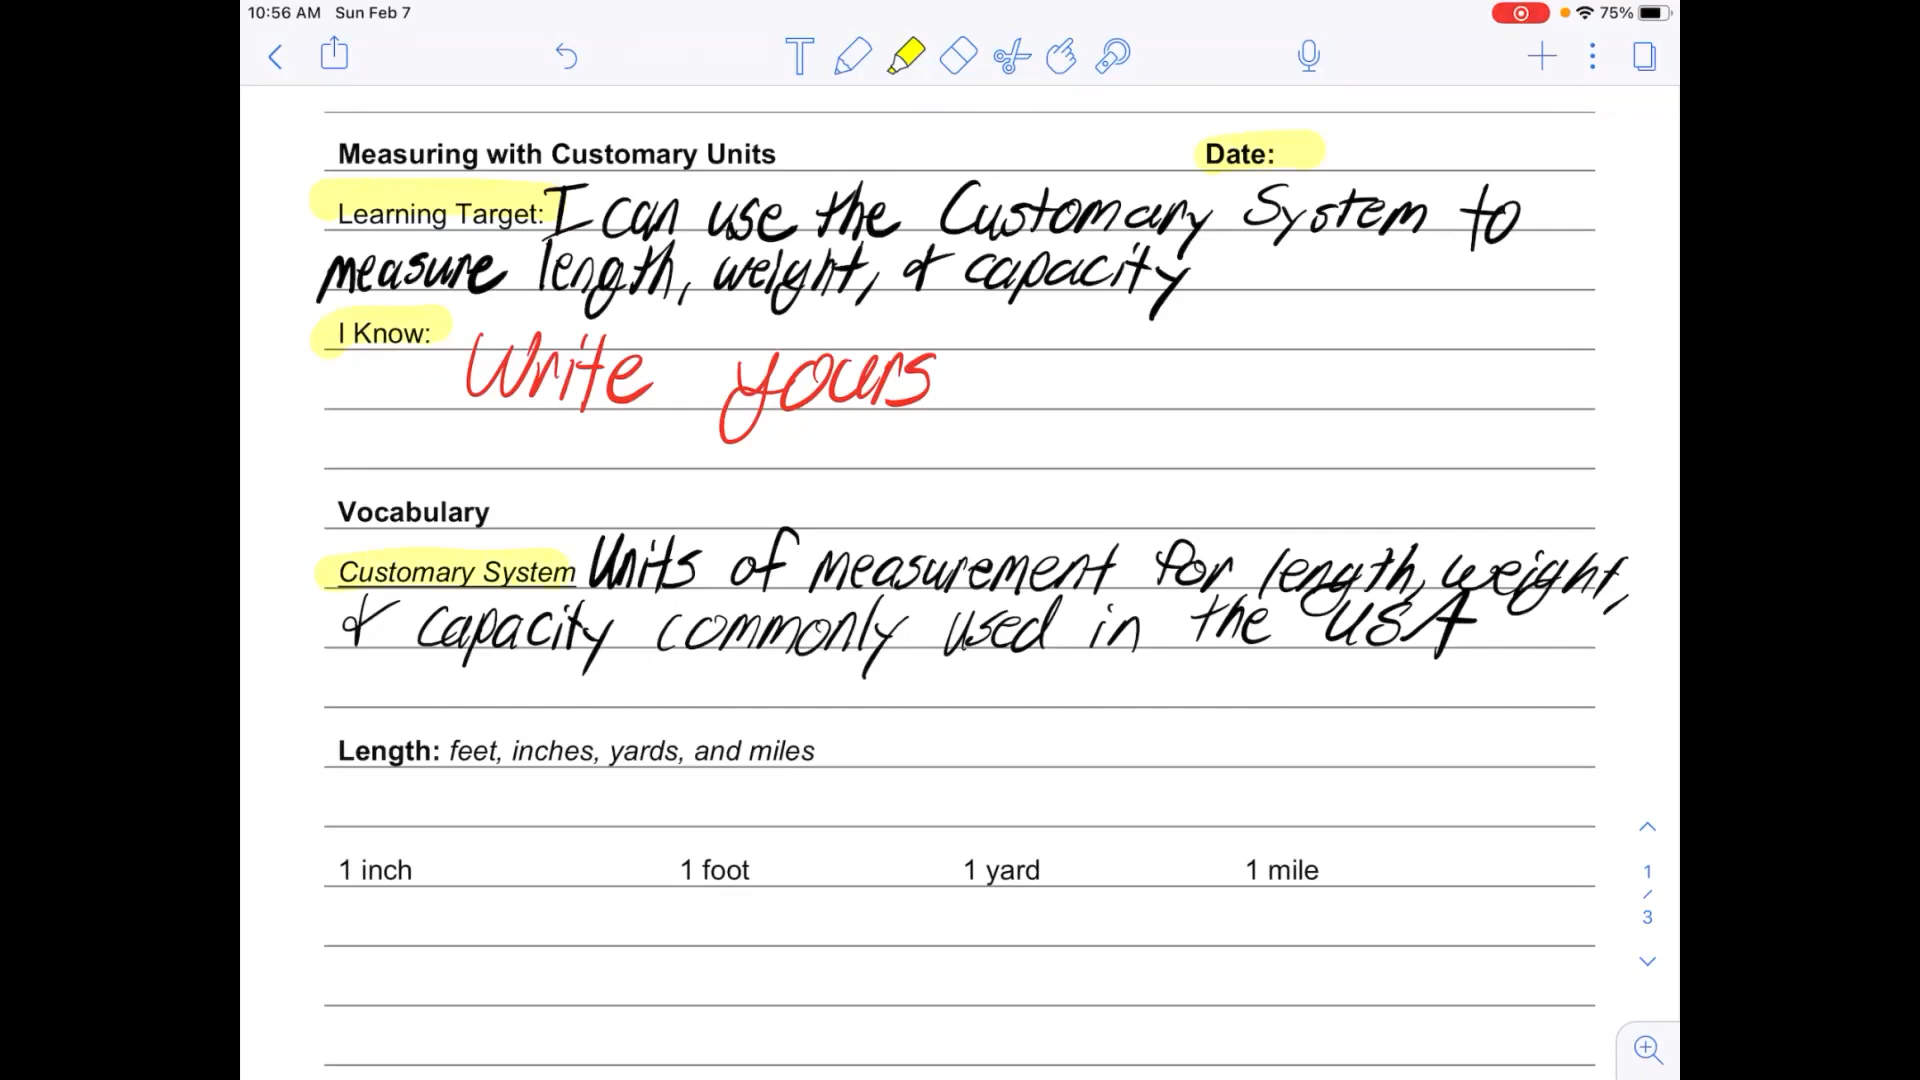 10:56 AM Sun Feb 7 75%
Measuring with Customary Units Date:
Learning Target: I can use the Customary System to
measure length, weight, & capacity
I Know: Write yours
Vocabulary
Customary System Units of measurement for length, weight,
& capacity commonly used in the USA
Length: feet, inches, yards, and miles
1 inch 1 foot 1 yard 1 mile
1
/
3